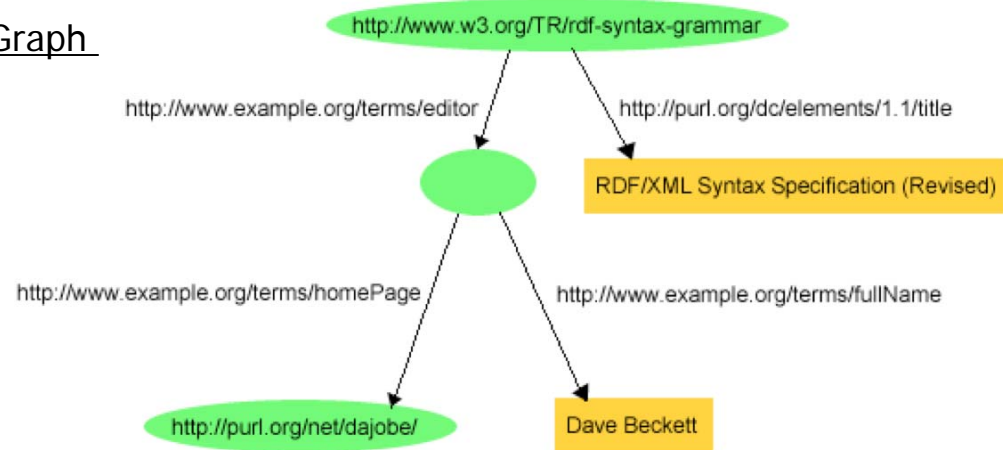 Graph
http://www.w3.org/TR/rdf-syntax-grammar
http://www.example.org/terms/editor
http://purl.org/dc/elements/1.1/title
RDF/XML Syntax Specification (Revised)
http://www.example.org/terms/homePage
http://www.example.org/terms/fullName
http://purl.org/net/dajobe/
Dave Beckett